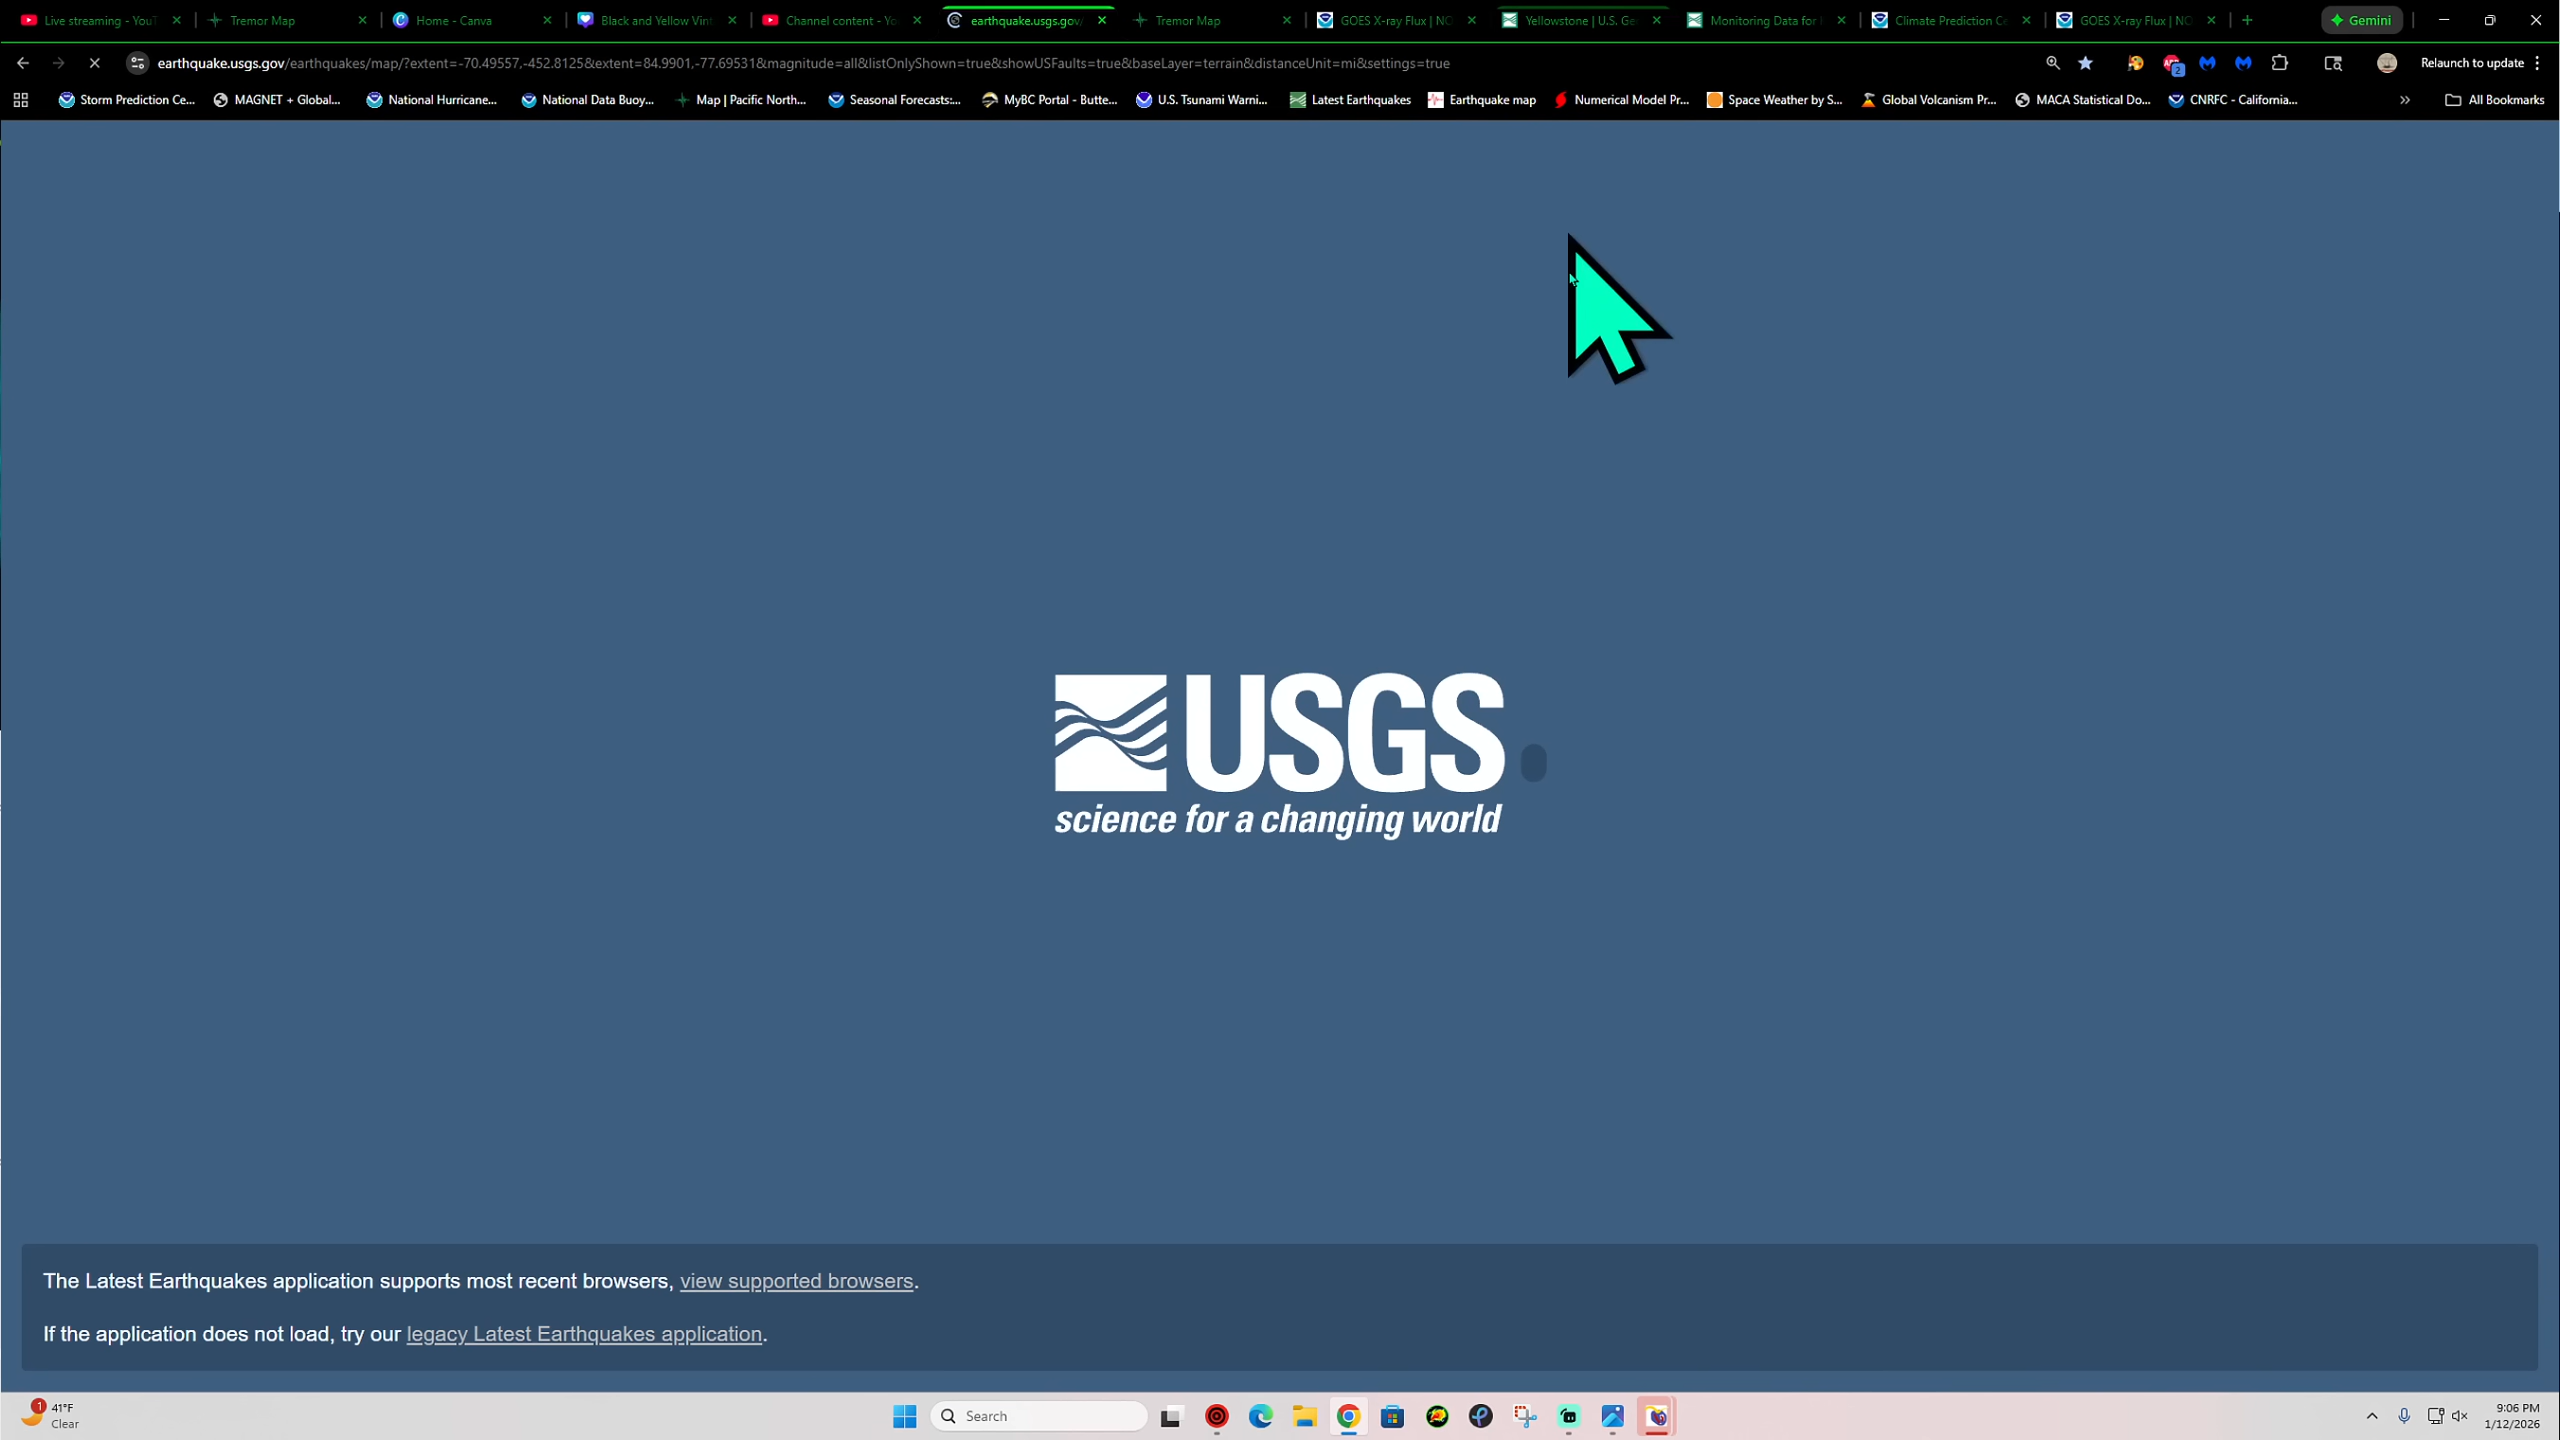 Live streaming - YouT
Tremor Map
Home - Canva
Black and Yellow Vint
Channel content - Yo
earthquake.usgs.gov/
Tremor Map
GOES X-ray Flux | NO
Yellowstone | U.S. Ge
Monitoring Data for
Climate Prediction Ce
GOES X-ray Flux | NO
Gemini
earthquake.usgs.gov/earthquakes/map/?extent=-70.49557,-452.8125&extent=84.9901,-77.69531&magnitude=all&listOnlyShown=true&showUSFaults=true&baseLayer=terrain&distanceUnit=mi&settings=true
2
Relaunch to update
Storm Prediction Ce...
MAGNET + Global...
National Hurricane...
National Data Buoy...
Map | Pacific North...
Seasonal Forecasts:...
MyBC Portal - Butte...
U.S. Tsunami Warni...
Latest Earthquakes
Earthquake map
Numerical Model Pr...
Space Weather by S...
Global Volcanism Pr...
MACA Statistical Do...
CNRFC - California...
»
All Bookmarks
USGS
science for a changing world
The Latest Earthquakes application supports most recent browsers, view supported browsers.
If the application does not load, try our legacy Latest Earthquakes application.
1
41°F
Clear
Search
9:06 PM
1/12/2026